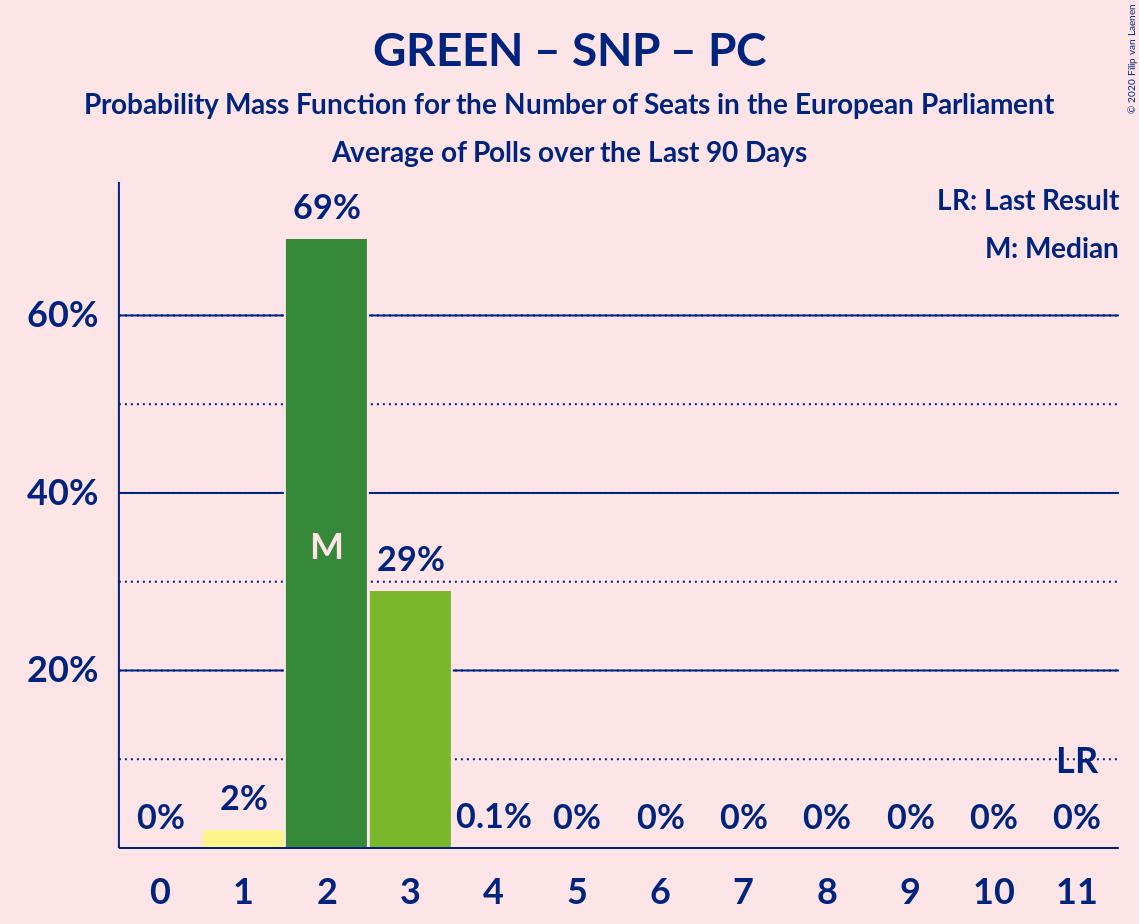 GREEN – SNP – PC
Probability Mass Function for the Number of Seats in the European Parliament
Average of Polls over the Last 90 Days
© 2020 Filip van Laenen
LR: Last Result
M: Median
69%
60%
40%
M
29%
20%
LR
0% 2% 0.1% 0% 0% 0% 0% 0% 0% 0%
0 1 2 3 4 5 6 7 8 9 10 11